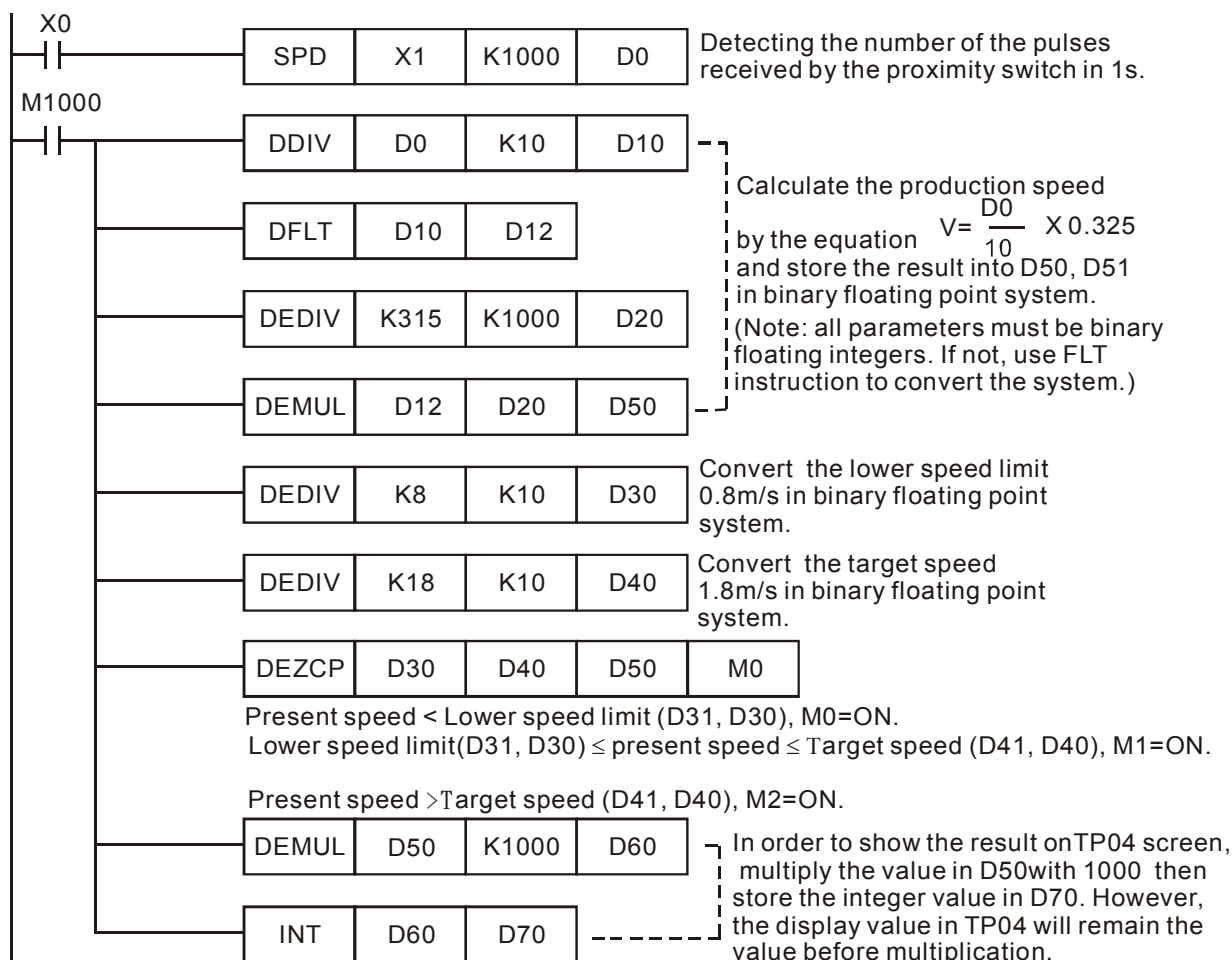 X0
SPD X1 K1000 D0
Detecting the number of the pulses
received by the proximity switch in 1s.
M1000
DDIV D0 K10 D10
DFLT D10 D12
DEDIV K315 K1000 D20
DEMUL D12 D20 D50
Calculate the production speed
by the equation V= D0/10 X 0.325
and store the result into D50, D51
in binary floating point system.
(Note: all parameters must be binary
floating integers. If not, use FLT
instruction to convert the system.)
DEDIV K8 K10 D30
Convert the lower speed limit
0.8m/s in binary floating point
system.
DEDIV K18 K10 D40
Convert the target speed
1.8m/s in binary floating point
system.
DEZCP D30 D40 D50 M0
Present speed < Lower speed limit (D31, D30), M0=ON.
Lower speed limit(D31, D30) ≤ present speed ≤ Target speed (D41, D40), M1=ON.
Present speed >Target speed (D41, D40), M2=ON.
DEMUL D50 K1000 D60
INT D60 D70
In order to show the result onTP04 screen,
multiply the value in D50with 1000 then
store the integer value in D70. However,
the display value in TP04 will remain the
value before multiplication.